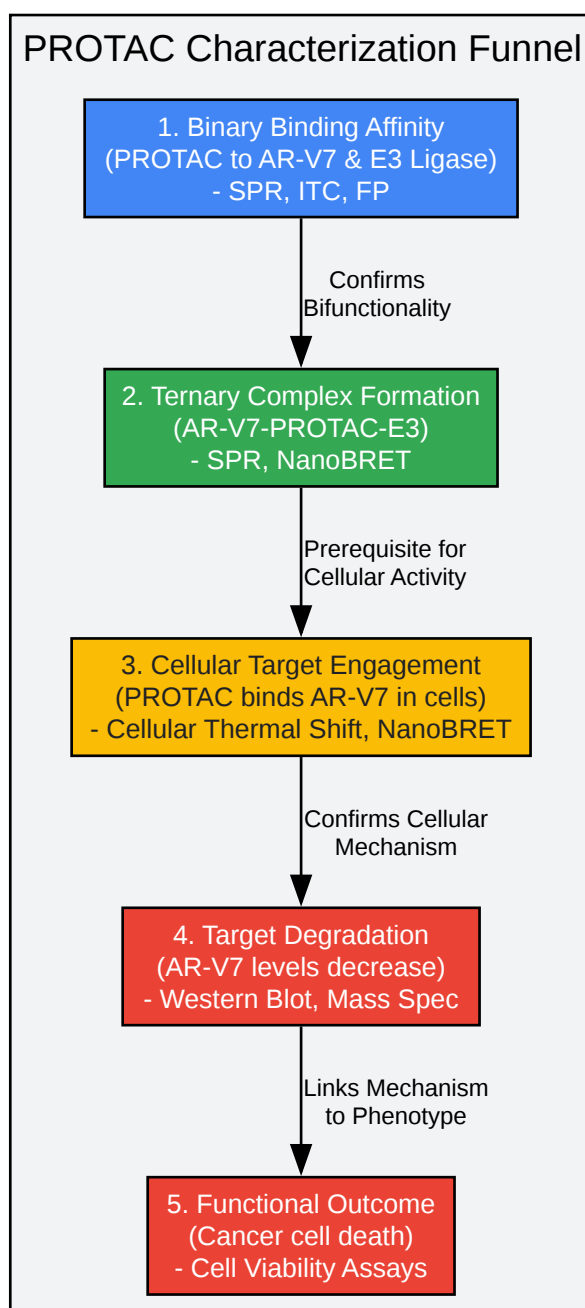 PROTAC Characterization Funnel
1. Binary Binding Affinity
(PROTAC to AR-V7 & E3 Ligase)
- SPR, ITC, FP
Confirms
Bifunctionality
2. Ternary Complex Formation
(AR-V7-PROTAC-E3)
- SPR, NanoBRET
Prerequisite for
Cellular Activity
3. Cellular Target Engagement
(PROTAC binds AR-V7 in cells)
- Cellular Thermal Shift, NanoBRET
Confirms Cellular
Mechanism
4. Target Degradation
(AR-V7 levels decrease)
- Western Blot, Mass Spec
Links Mechanism
to Phenotype
5. Functional Outcome
(Cancer cell death)
- Cell Viability Assays